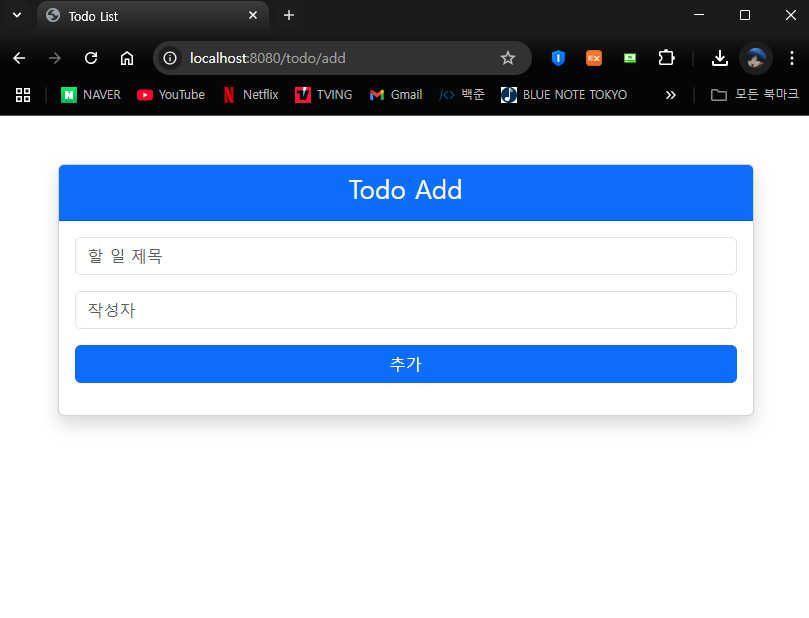 Todo List
localhost:8080/todo/add
NAVER YouTube Netflix TVING Gmail 백준 BLUE NOTE TOKYO 모든 북마크
Todo Add
할 일 제목
작성자
추가